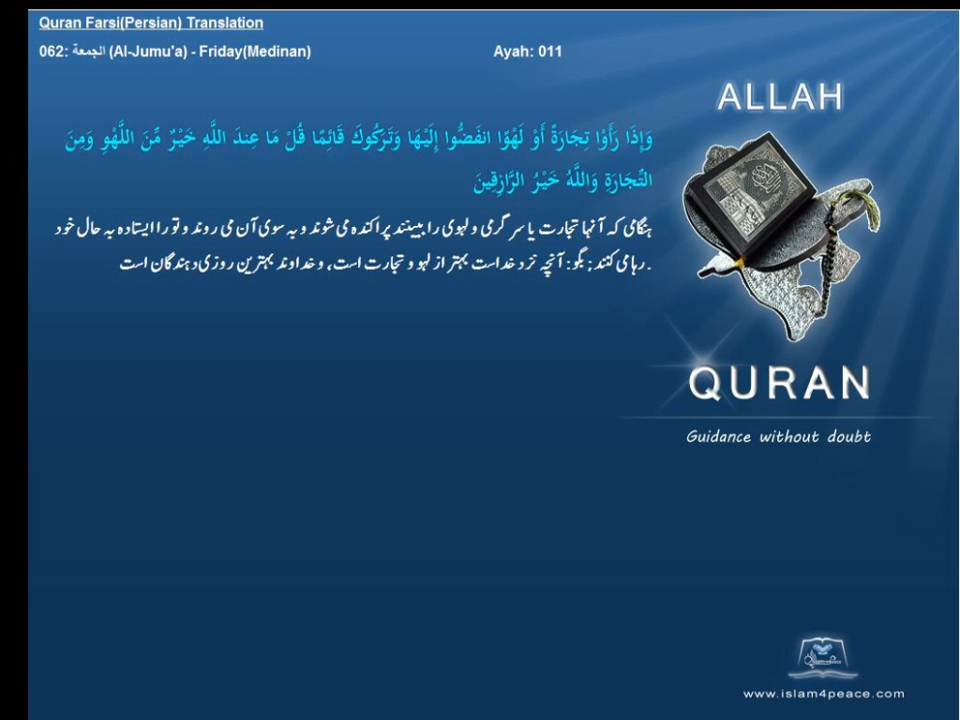 Quran Farsi(Persian) Translation
062: الجمعة (Al-Jumu'a) - Friday(Medinan) Ayah: 011
ALLAH
وَإِذَا رَأَوْا تِجَارَةً أَوْ لَهْوًا انفَضُّوا إِلَيْهَا وَتَرَكُوكَ قَائِمًا قُلْ مَا عِندَ اللَّهِ خَيْرٌ مِّنَ اللَّهْوِ وَمِنَ
التِّجَارَةِ وَاللَّهُ خَيْرُ الرَّازِقِينَ
هنگامی که آنها تجارت یا سرگرمی و لهوی را ببینند پراکنده می شوند و به سوی آن می روند و تو را ایستاده به حال خود
رها می کنند: بگو: آنچه نزد خداست بهتر از لهو و تجارت است، و خداوند بهترین روزی دهندگان است.
QURAN
Guidance without doubt
www.islam4peace.com